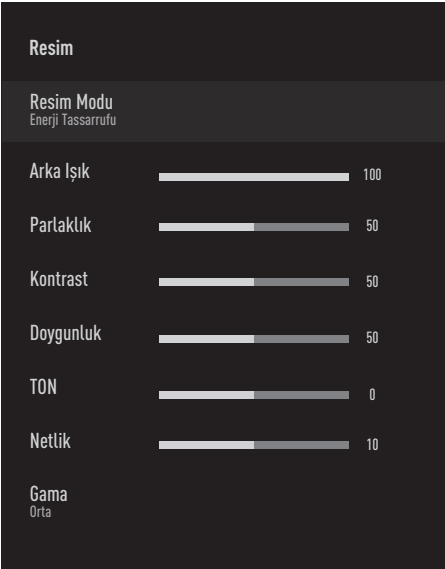 Resim
Resim Modu
Enerji Tassarrufu
Arka Işık 100
Parlaklık 50
Kontrast 50
Doygunluk 50
TON 0
Netlik 10
Gama
Orta